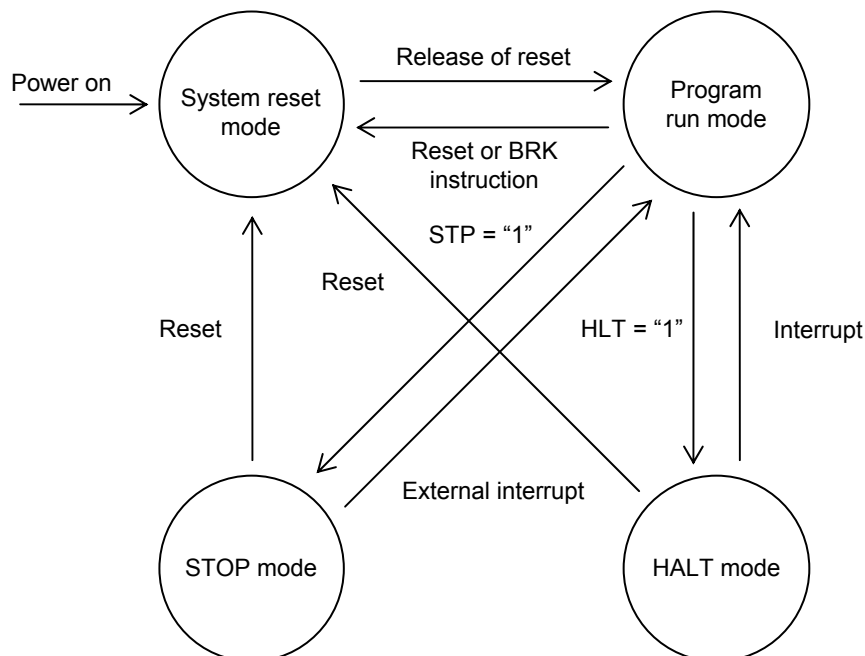 Power on
System reset
mode
Release of reset
Program
run mode
Reset or BRK
instruction
STP = “1”
Reset
Reset
HLT = “1”
Interrupt
External interrupt
STOP mode
HALT mode